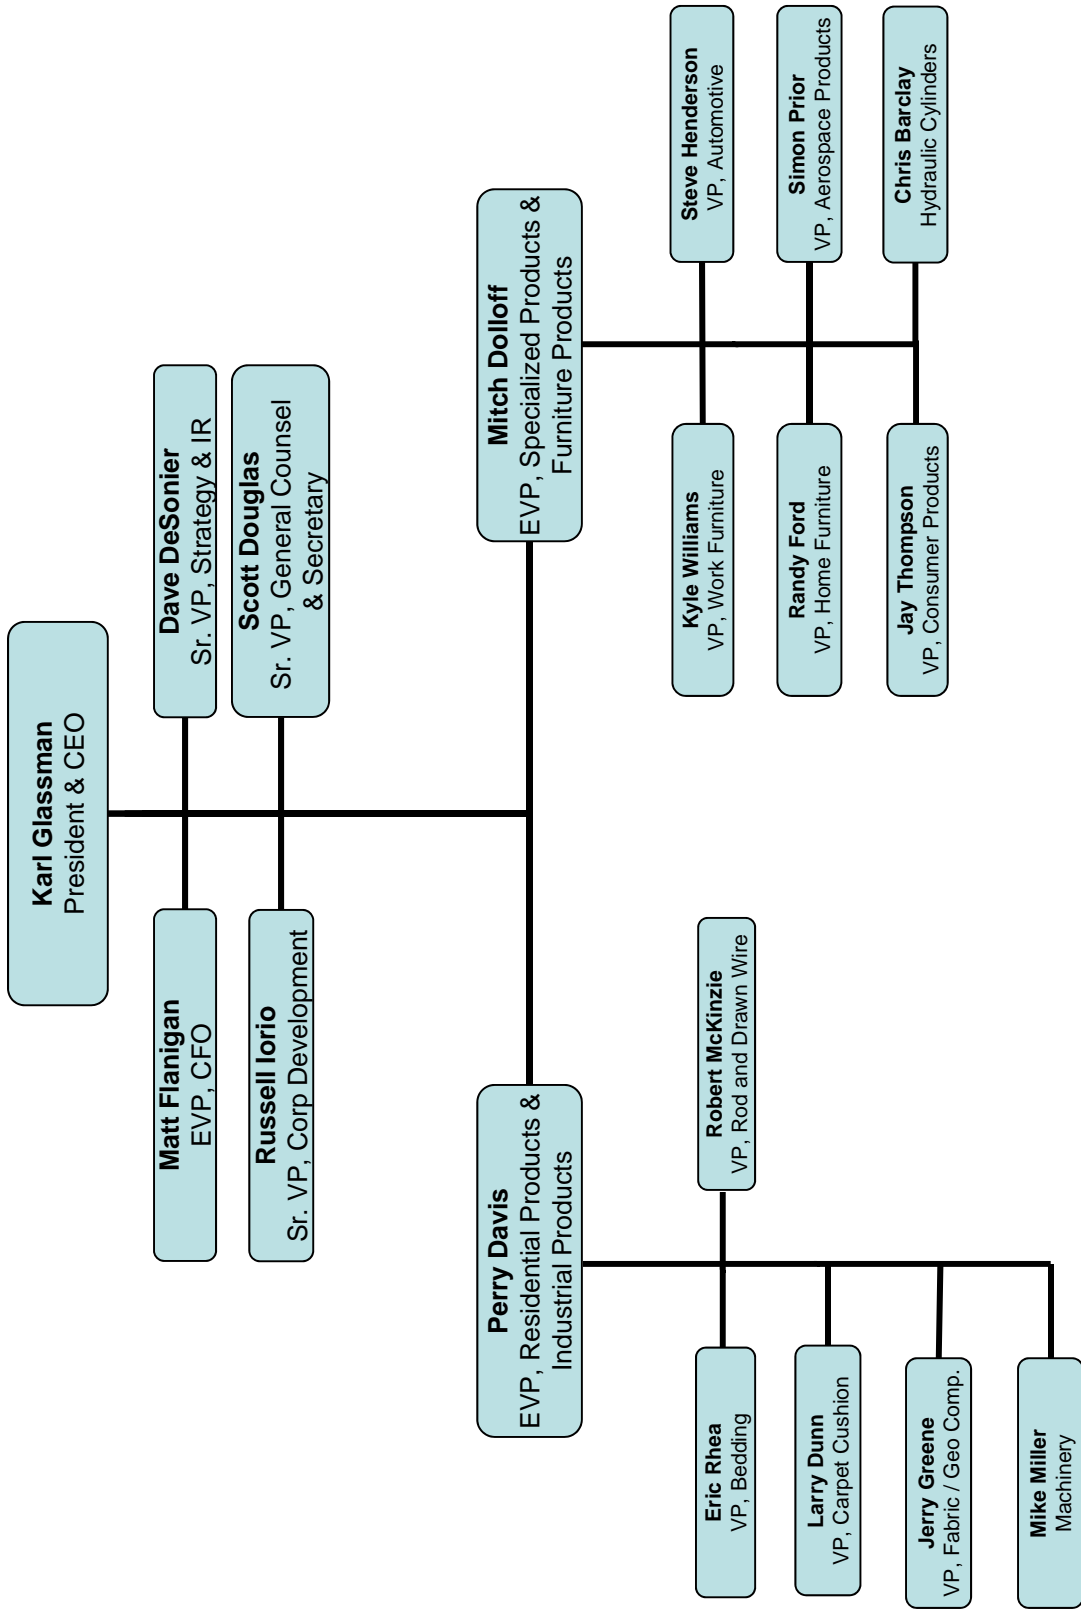 Karl Glassman
President & CEO
Matt Flanigan
EVP, CFO
Dave DeSonier
Sr. VP, Strategy & IR
Russell Iorio
Sr. VP, Corp Development
Scott Douglas
Sr. VP, General Counsel
& Secretary
Perry Davis
EVP, Residential Products &
Industrial Products
Mitch Dolloff
EVP, Specialized Products &
Furniture Products
Eric Rhea
VP, Bedding
Robert McKinzie
VP, Rod and Drawn Wire
Larry Dunn
VP, Carpet Cushion
Jerry Greene
VP, Fabric / Geo Comp.
Mike Miller
Machinery
Kyle Williams
VP, Work Furniture
Steve Henderson
VP, Automotive
Randy Ford
VP, Home Furniture
Simon Prior
VP, Aerospace Products
Jay Thompson
VP, Consumer Products
Chris Barclay
Hydraulic Cylinders